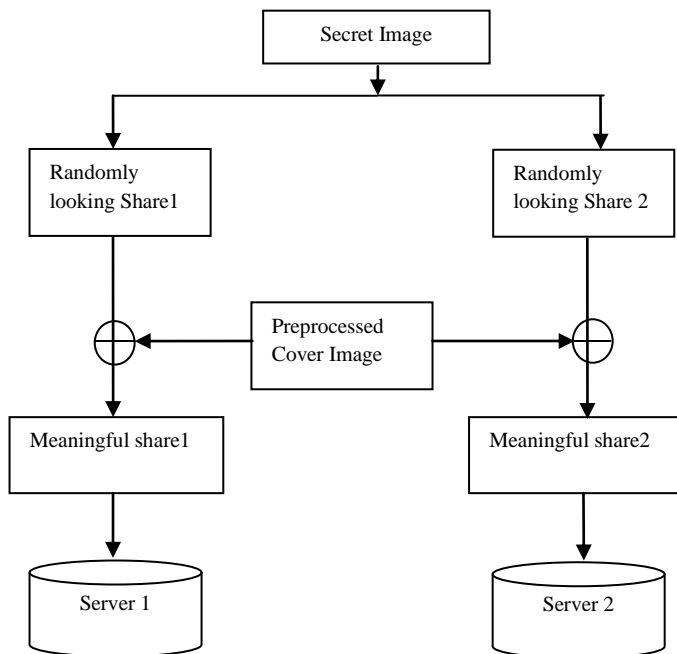 Secret Image
Randomly
looking Share1
Randomly
looking Share 2
Preprocessed
Cover Image
Meaningful share1
Meaningful share2
Server 1
Server 2